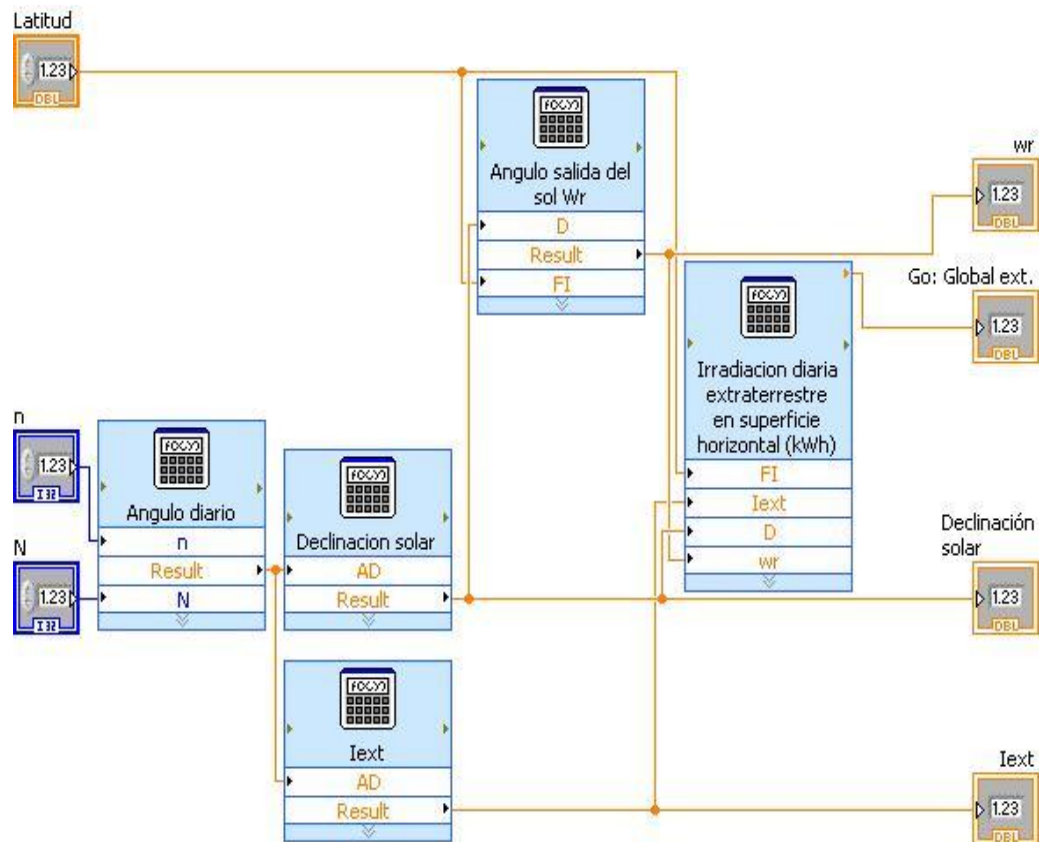 Latitud
1.23
DBL
f(x,y)
Angulo salida del
sol Wr
D
Result
FI
wr
1.23
DBL
Go: Global ext.
1.23
DBL
f(x,y)
Irradiacion diaria
extraterrestre
en superficie
horizontal (kWh)
FI
Iext
D
wr
n
1.23
I32
N
1.23
I32
f(x,y)
Angulo diario
n
Result
N
f(x,y)
Declinacion solar
AD
Result
Declinación
solar
1.23
DBL
f(x,y)
Iext
AD
Result
Iext
1.23
DBL